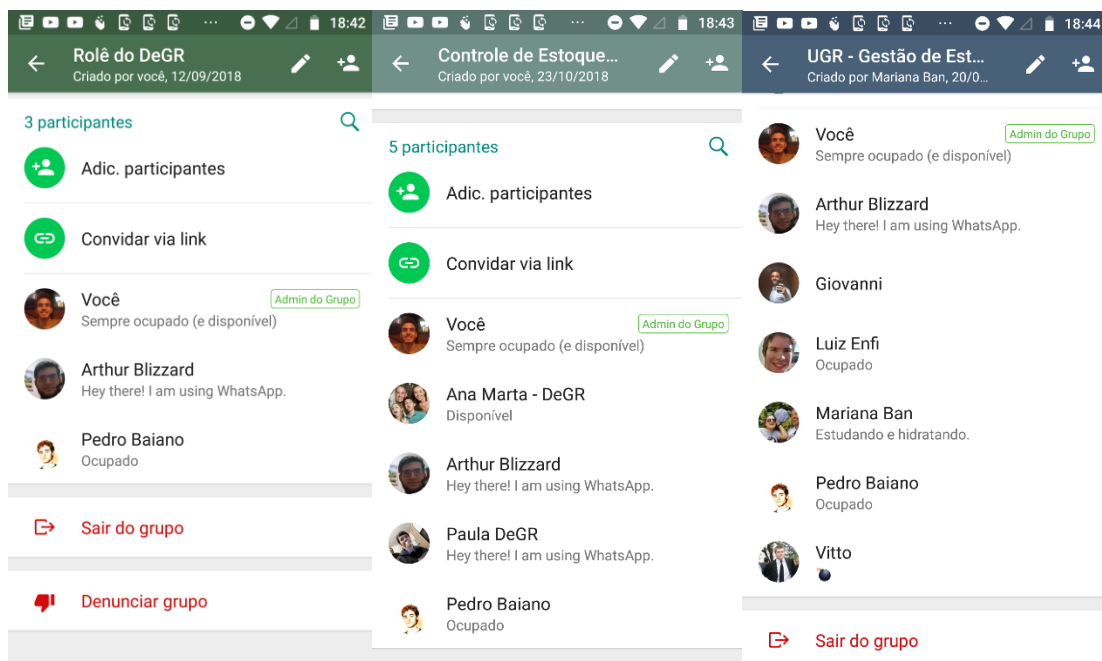 18:42
Rolê do DeGR
Criado por você, 12/09/2018
3 participantes
Adic. participantes
Convidar via link
Você
Admin do Grupo
Sempre ocupado (e disponível)
Arthur Blizzard
Hey there! I am using WhatsApp.
Pedro Baiano
Ocupado
Sair do grupo
Denunciar grupo
18:43
Controle de Estoque...
Criado por você, 23/10/2018
5 participantes
Adic. participantes
Convidar via link
Você
Admin do Grupo
Sempre ocupado (e disponível)
Ana Marta - DeGR
Disponível
Arthur Blizzard
Hey there! I am using WhatsApp.
Paula DeGR
Hey there! I am using WhatsApp.
Pedro Baiano
Ocupado
18:44
UGR - Gestão de Est...
Criado por Mariana Ban, 20/0...
Você
Admin do Grupo
Sempre ocupado (e disponível)
Arthur Blizzard
Hey there! I am using WhatsApp.
Giovanni
Luiz Enfi
Ocupado
Mariana Ban
Estudando e hidratando.
Pedro Baiano
Ocupado
Vitto
Sair do grupo